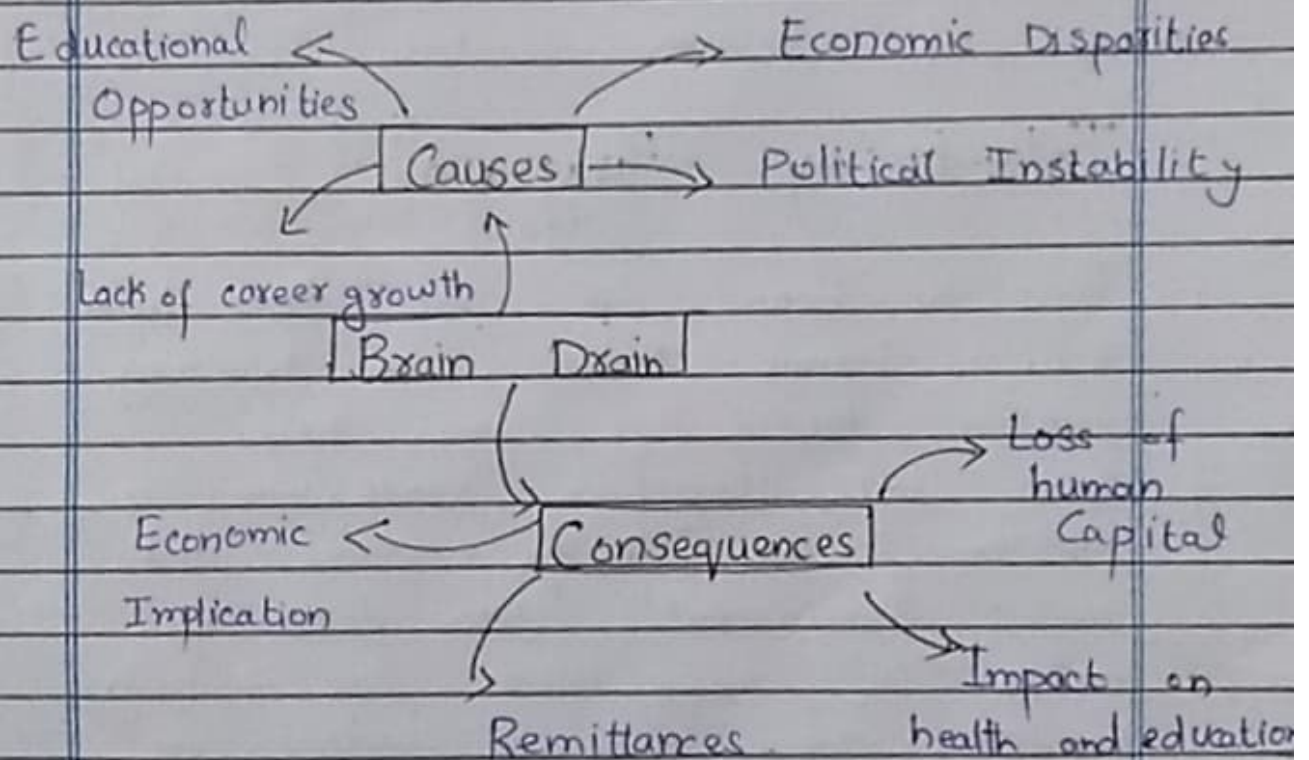 Educational
Opportunities
Economic Disparities
Causes
Political Instability
Lack of career growth
Brain Drain
Loss of
human
Capital
Economic
Implication
Consequences
Remittances
Impact on
health and education